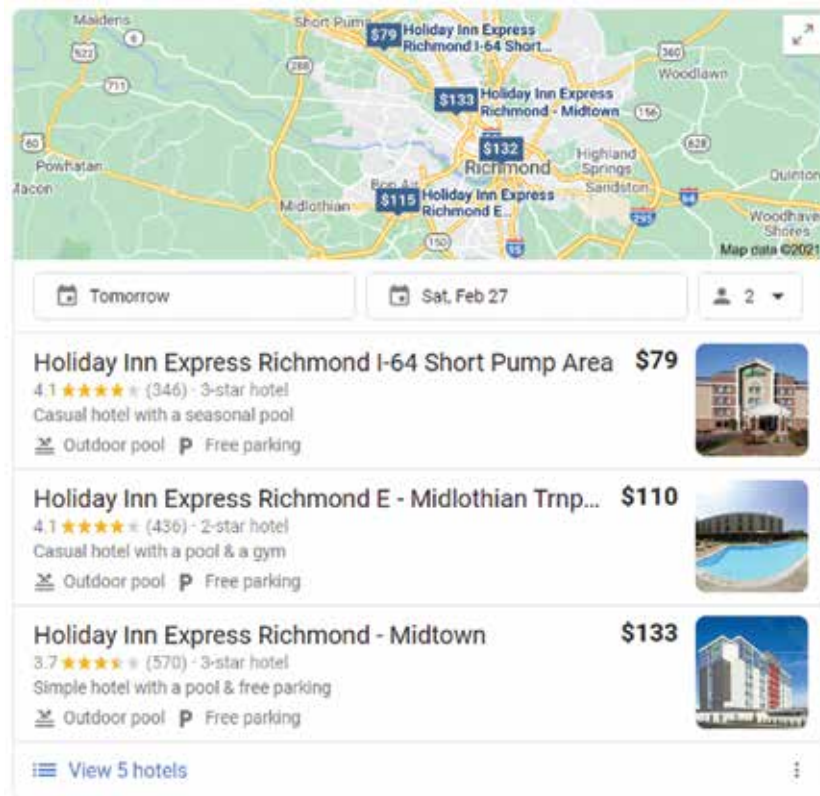 Maidens
Short Pump
6
522
$79
Holiday Inn Express
Richmond I-64 Short...
360
288
Woodlawn
711
$133
Holiday Inn Express
Richmond - Midtown
156
60
$132
Powhatan
Richmond
Highland
Springs
628
Macon
Bon Air
Sandston
Quinton
Midlothian
$115
Holiday Inn Express
Richmond E...
64
295
Woodhaven
Shores
150
Map data ©2021
Tomorrow
Sat, Feb 27
2
Holiday Inn Express Richmond I-64 Short Pump Area $79
4.1 ★★★★★ (346) · 3-star hotel
Casual hotel with a seasonal pool
Outdoor pool P Free parking
Holiday Inn Express Richmond E - Midlothian Trnp... $110
4.1 ★★★★★ (436) · 2-star hotel
Casual hotel with a pool & a gym
Outdoor pool P Free parking
Holiday Inn Express Richmond - Midtown $133
3.7 ★★★★★ (570) · 3-star hotel
Simple hotel with a pool & free parking
Outdoor pool P Free parking
View 5 hotels